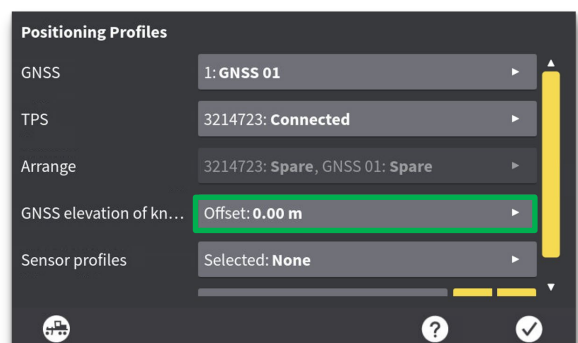 Positioning Profiles
GNSS 1: GNSS 01
TPS 3214723: Connected
Arrange 3214723: Spare, GNSS 01: Spare
GNSS elevation of kn... Offset: 0.00 m
Sensor profiles Selected: None
?